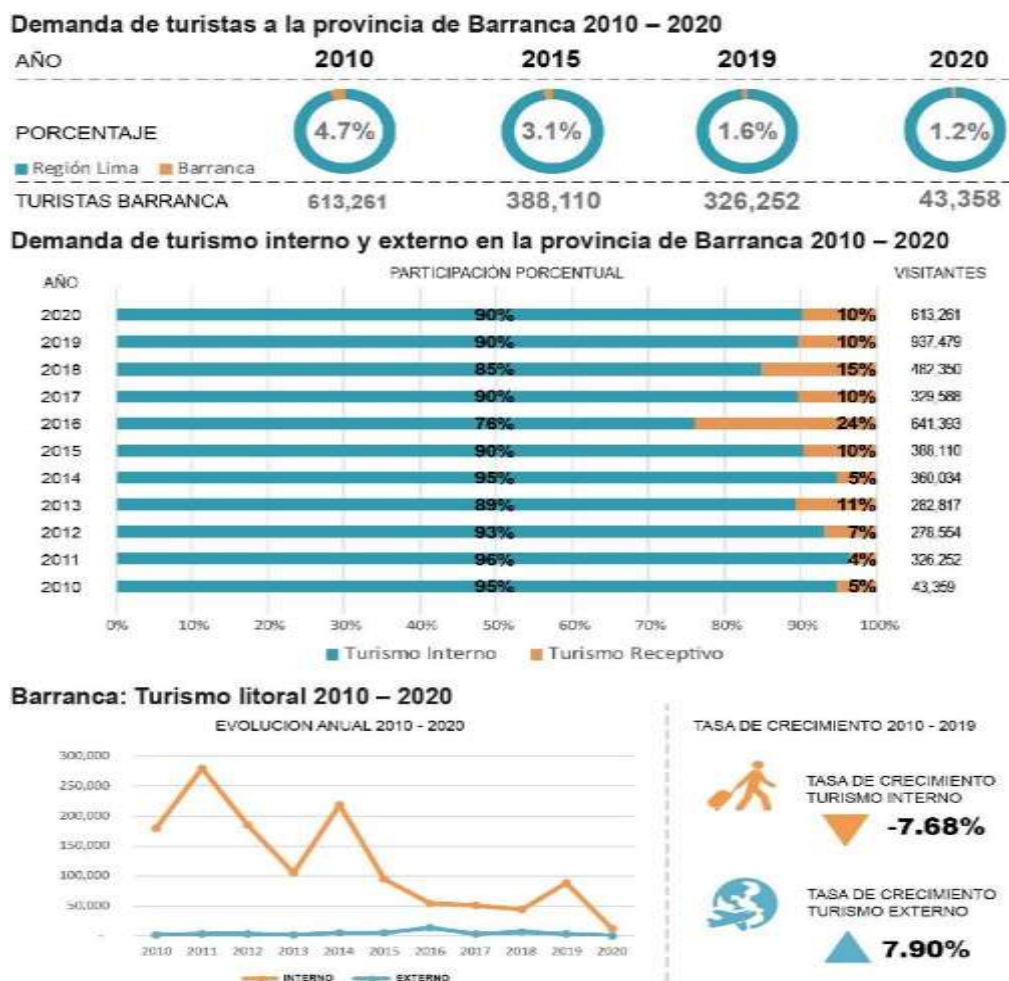 Demanda de turistas a la provincia de Barranca 2010 – 2020
AÑO 2010 2015 2019 2020
PORCENTAJE 4.7% 3.1% 1.6% 1.2%
Región Lima Barranca
TURISTAS BARRANCA 613,261 388,110 326,252 43,358
Demanda de turismo interno y externo en la provincia de Barranca 2010 – 2020
AÑO PARTICIPACIÓN PORCENTUAL VISITANTES
2020 90% 10% 613,261
2019 90% 10% 937,479
2018 85% 15% 482,350
2017 90% 10% 329,588
2016 76% 24% 641,393
2015 90% 10% 388,110
2014 95% 5% 360,034
2013 89% 11% 282,817
2012 93% 7% 278,554
2011 96% 4% 326,252
2010 95% 5% 43,359
0% 10% 20% 30% 40% 50% 60% 70% 80% 90% 100%
Turismo Interno Turismo Receptivo
Barranca: Turismo litoral 2010 – 2020
EVOLUCION ANUAL 2010 - 2020
300,000
250,000
200,000
150,000
100,000
50,000
-
2010 2011 2012 2013 2014 2015 2016 2017 2018 2019 2020
INTERNO EXTERNO
TASA DE CRECIMIENTO 2010 - 2019
TASA DE CRECIMIENTO
TURISMO INTERNO
-7.68%
TASA DE CRECIMIENTO
TURISMO EXTERNO
7.90%